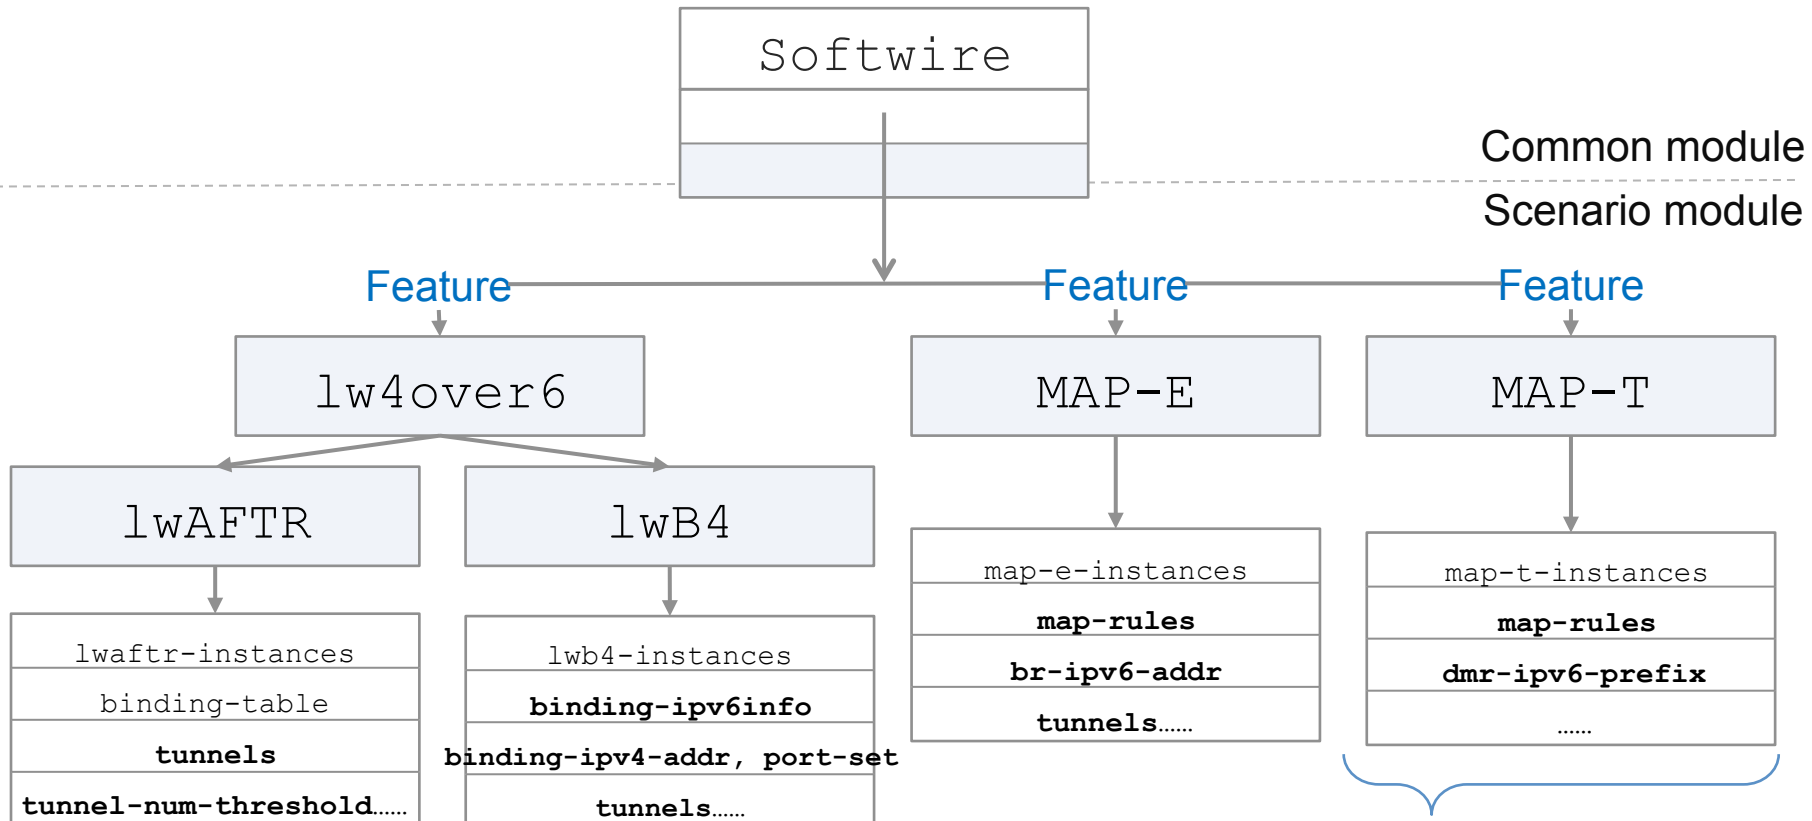 Softwire
Common module
Scenario module
Feature
Feature
Feature
lw4over6
MAP-E
MAP-T
lwAFTR
lwB4
map-e-instances
map-rules
br-ipv6-addr
tunnels……
map-t-instances
map-rules
dmr-ipv6-prefix
……
lwaftr-instances
binding-table
tunnels
tunnel-num-threshold……
lwb4-instances
binding-ipv6info
binding-ipv4-addr, port-set
tunnels……